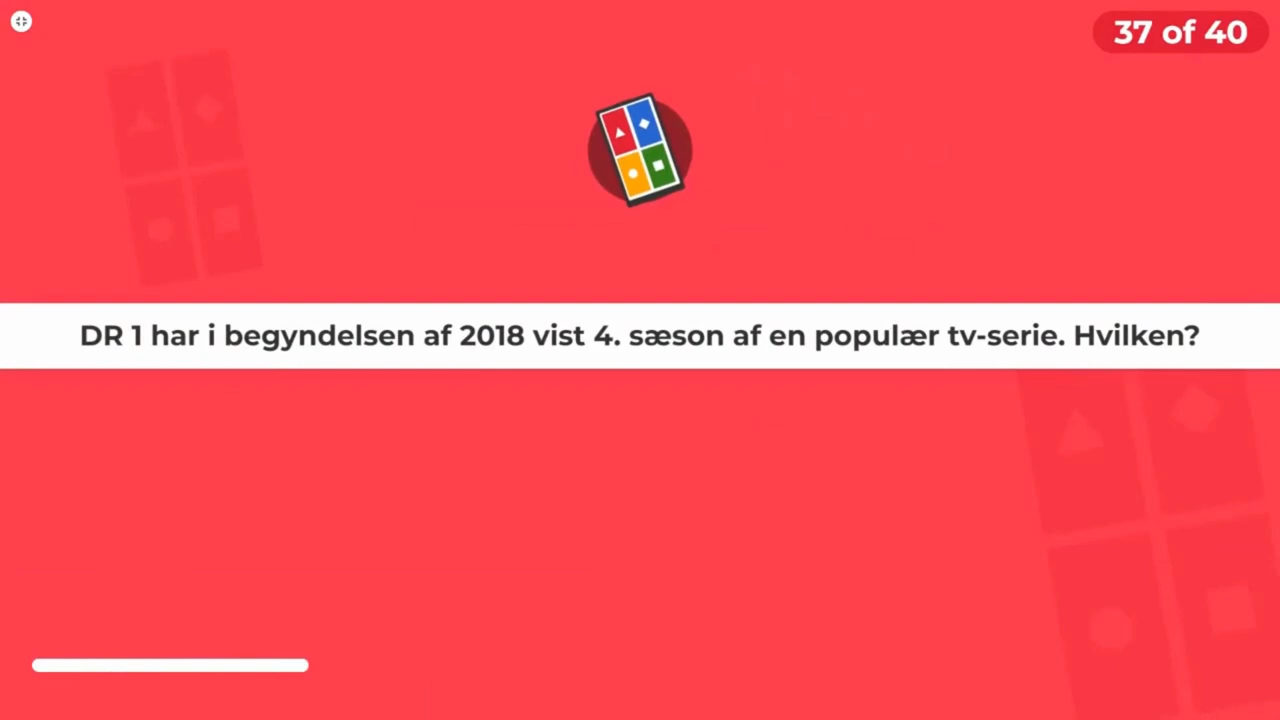 37 of 40
DR 1 har i begyndelsen af 2018 vist 4. sæson af en populær tv-serie. Hvilken?